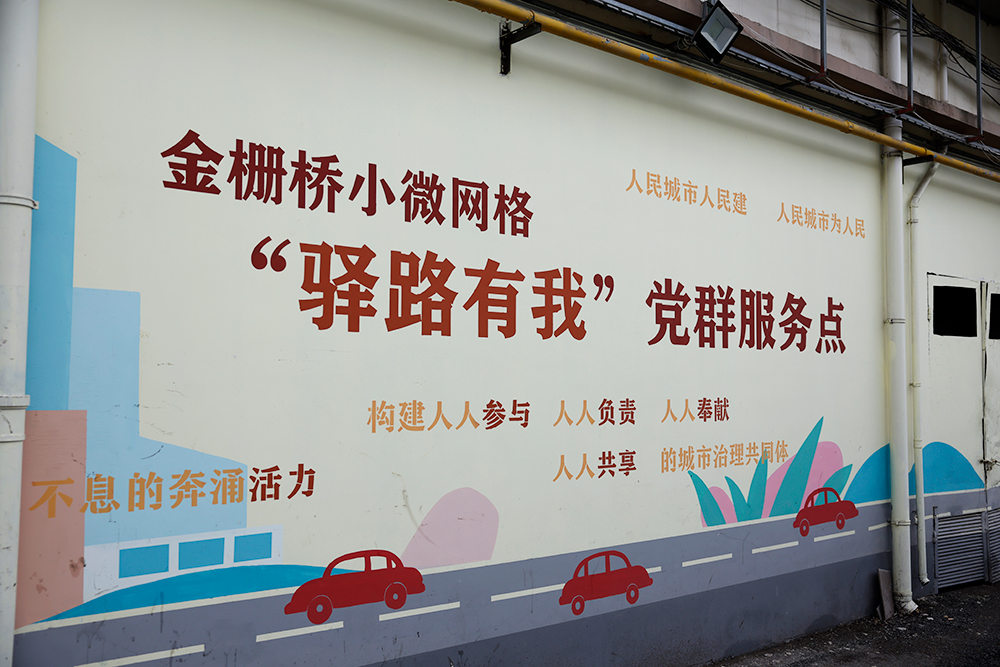 金栅桥小微网格
人民城市人民建 人民城市为人民
“驿路有我”党群服务点
构建人人参与 人人负责 人人奉献
人人共享 的城市治理共同体
不息的奔涌活力